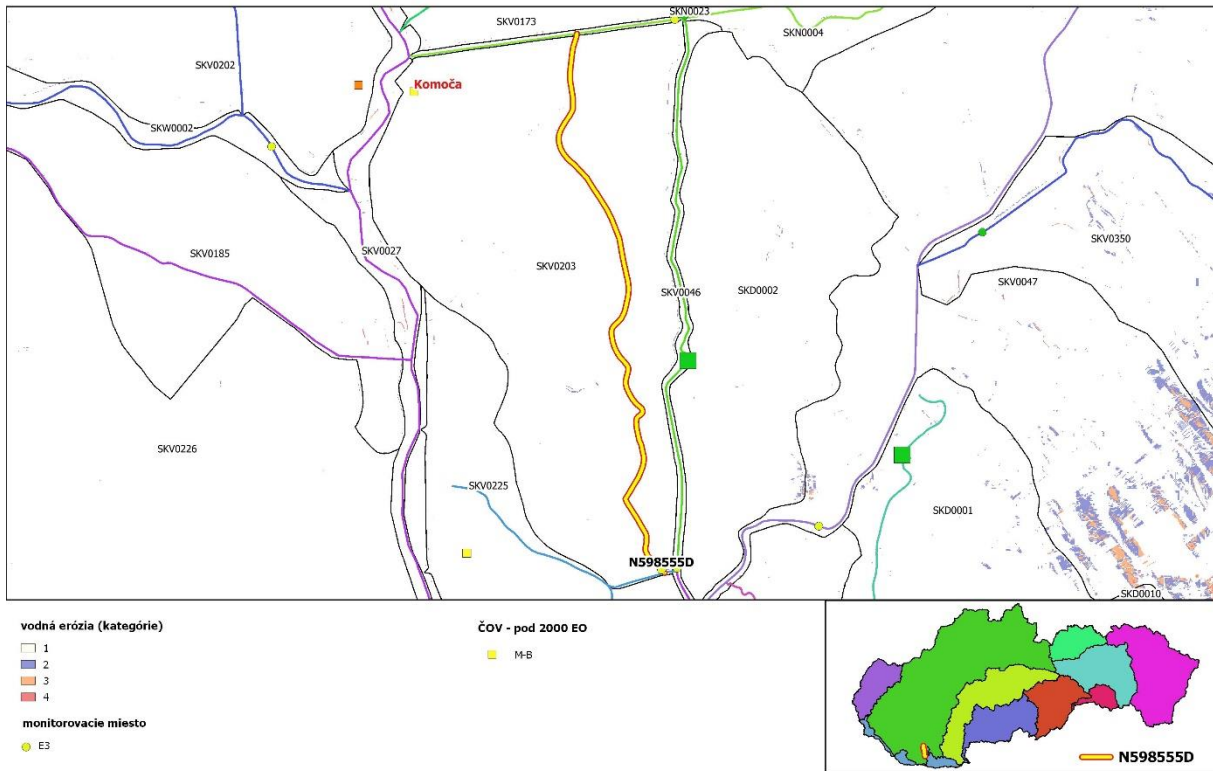 SKN0023
SKV0173
SKN0004
SKV0202
Komoča
SKW0002
SKV0350
SKV0185
SKV0027
SKV0203
SKV0046
SKD0002
SKV0047
SKV0226
SKV0225
SKD0001
N598555D
SKD0010
vodná erózia (kategórie)
1
2
3
4
monitorovacie miesto
E3
ČOV - pod 2000 EO
M-B
N598555D